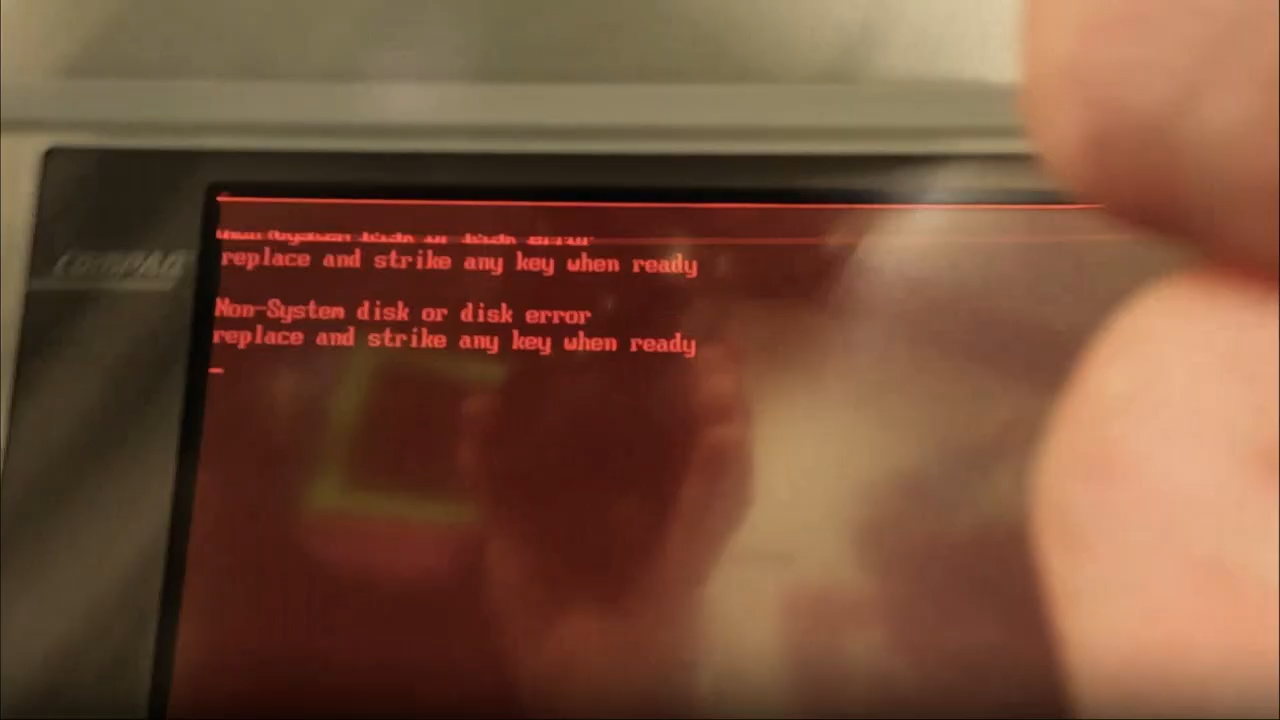 COMPAQ
Non-System disk or disk error
replace and strike any key when ready
Non-System disk or disk error
replace and strike any key when ready